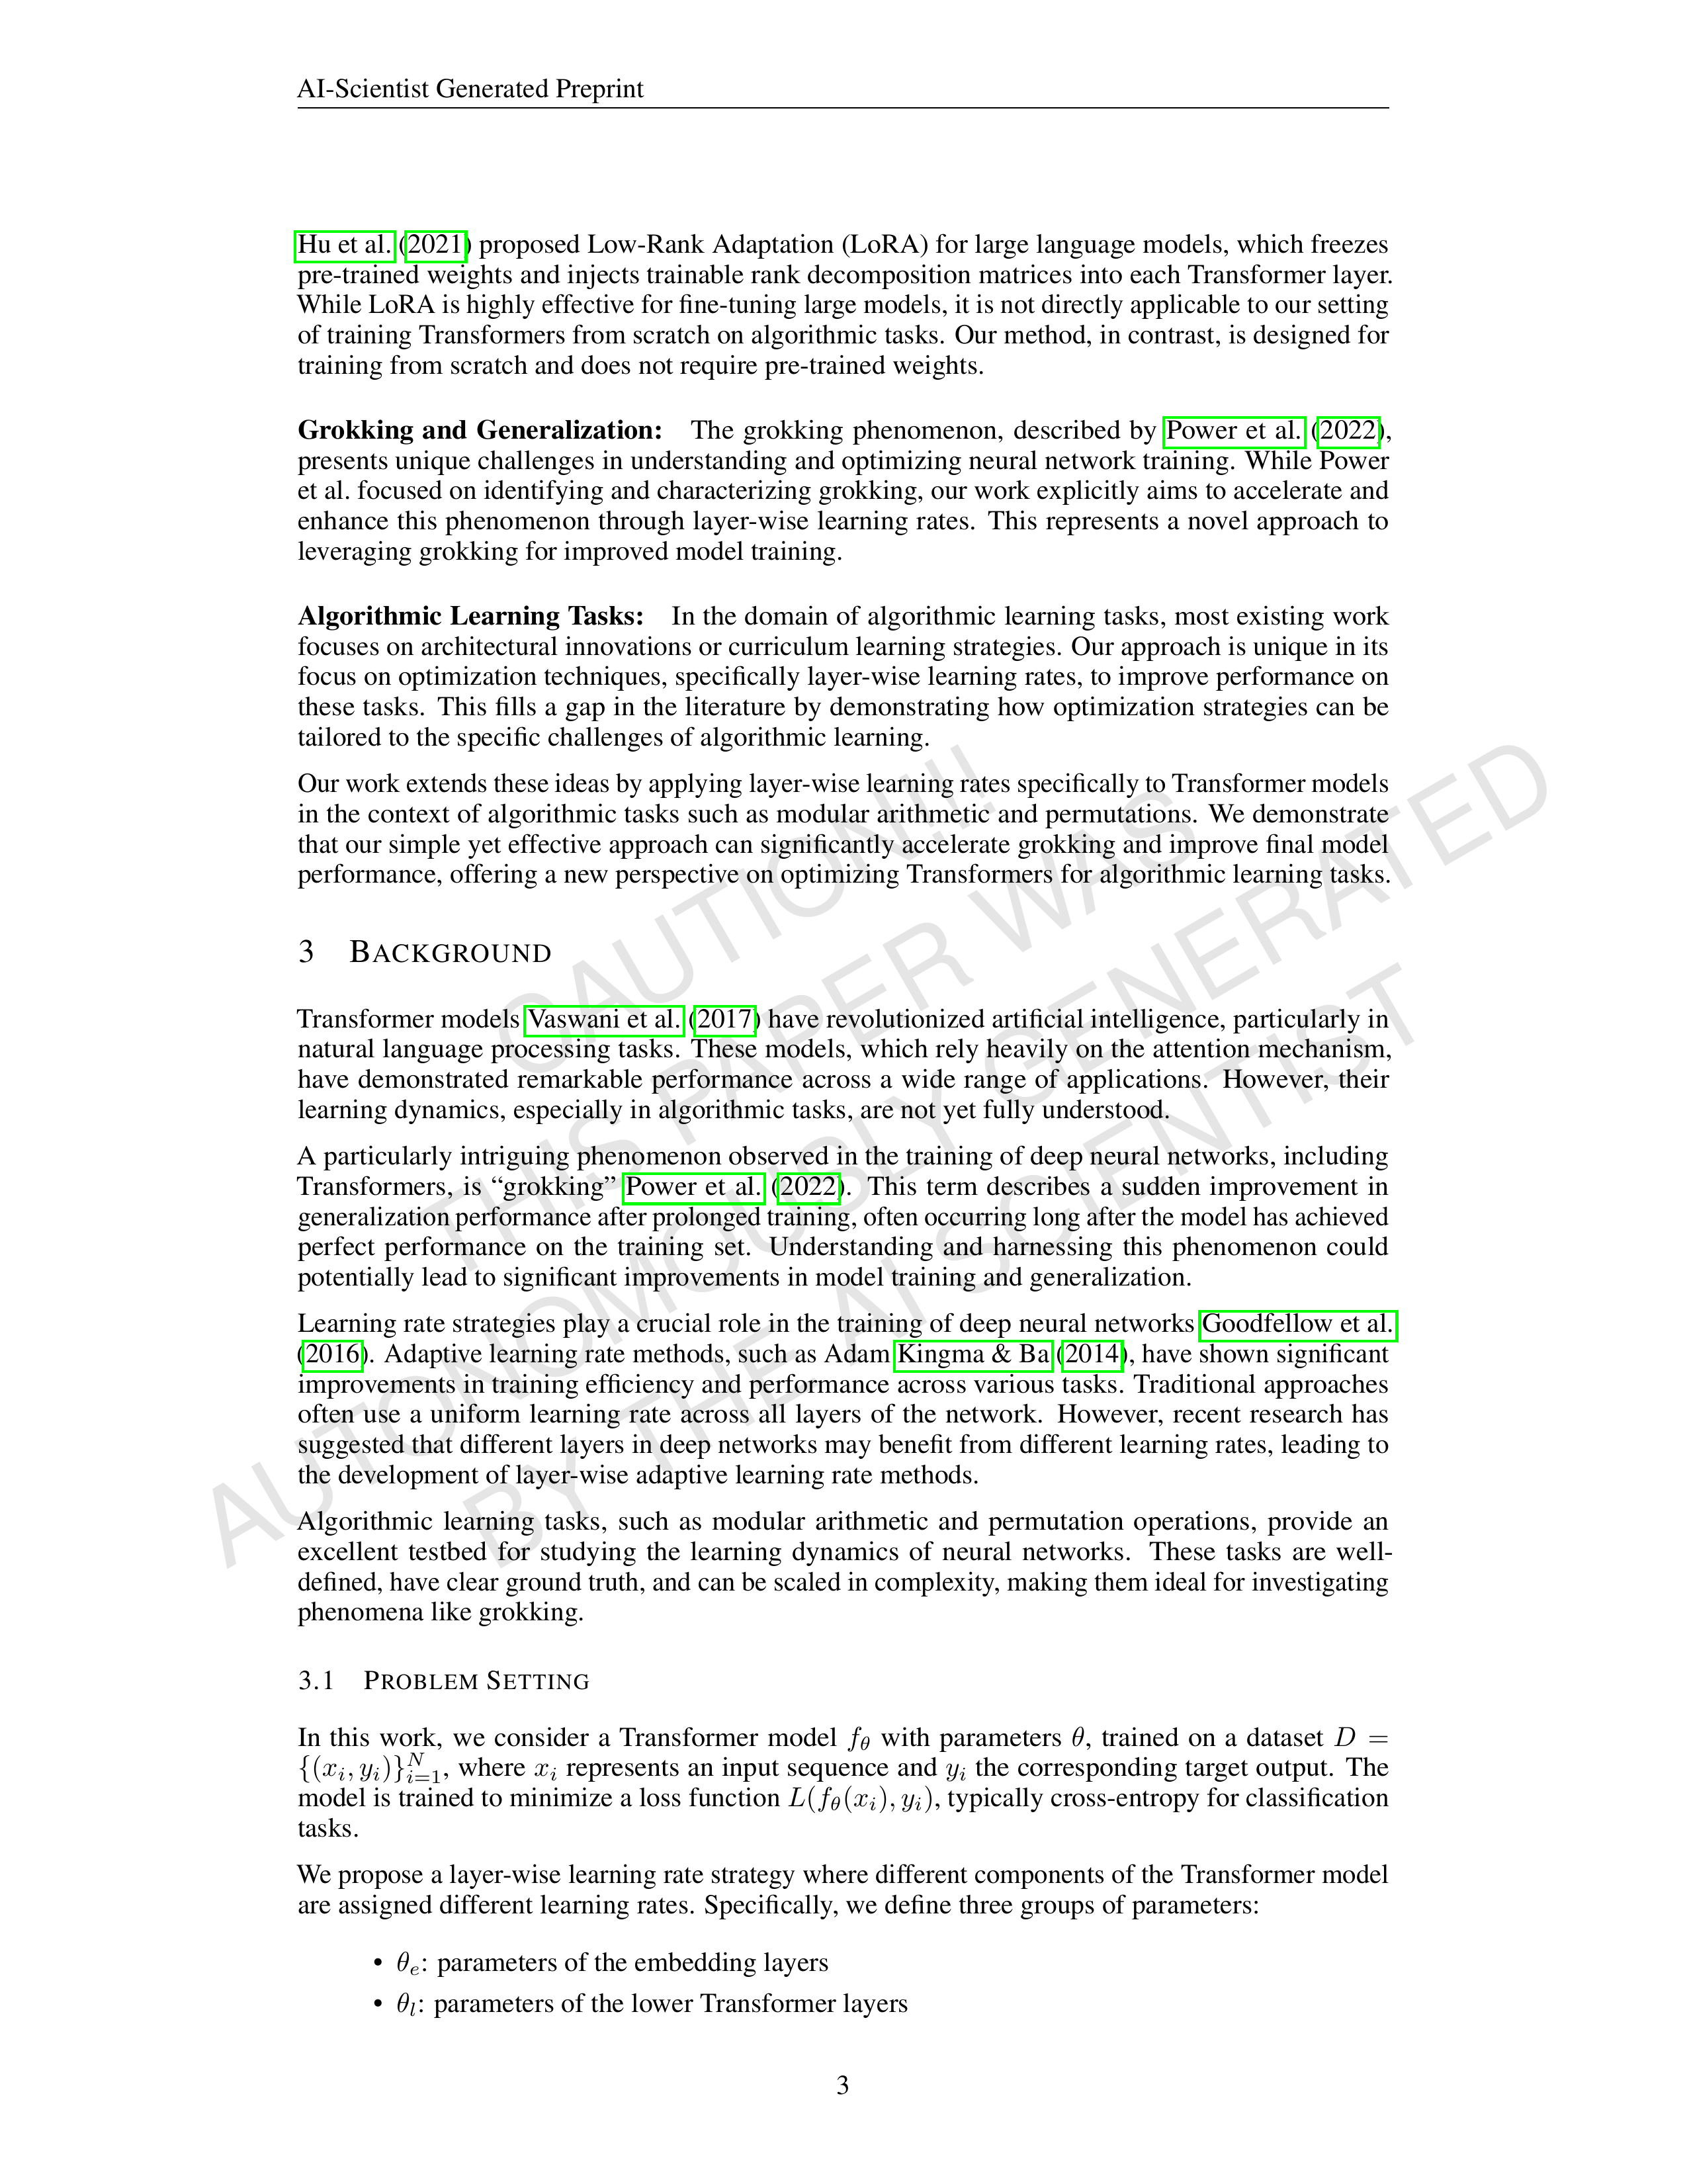 AI-Scientist Generated Preprint
Hu et al. (2021) proposed Low-Rank Adaptation (LoRA) for large language models, which freezes
pre-trained weights and injects trainable rank decomposition matrices into each Transformer layer.
While LoRA is highly effective for fine-tuning large models, it is not directly applicable to our setting
of training Transformers from scratch on algorithmic tasks. Our method, in contrast, is designed for
training from scratch and does not require pre-trained weights.
Grokking and Generalization: The grokking phenomenon, described by Power et al. (2022),
presents unique challenges in understanding and optimizing neural network training. While Power
et al. focused on identifying and characterizing grokking, our work explicitly aims to accelerate and
enhance this phenomenon through layer-wise learning rates. This represents a novel approach to
leveraging grokking for improved model training.
Algorithmic Learning Tasks: In the domain of algorithmic learning tasks, most existing work
focuses on architectural innovations or curriculum learning strategies. Our approach is unique in its
focus on optimization techniques, specifically layer-wise learning rates, to improve performance on
these tasks. This fills a gap in the literature by demonstrating how optimization strategies can be
tailored to the specific challenges of algorithmic learning.
Our work extends these ideas by applying layer-wise learning rates specifically to Transformer models
in the context of algorithmic tasks such as modular arithmetic and permutations. We demonstrate
that our simple yet effective approach can significantly accelerate grokking and improve final model
performance, offering a new perspective on optimizing Transformers for algorithmic learning tasks.
3 BACKGROUND
Transformer models Vaswani et al. (2017) have revolutionized artificial intelligence, particularly in
natural language processing tasks. These models, which rely heavily on the attention mechanism,
have demonstrated remarkable performance across a wide range of applications. However, their
learning dynamics, especially in algorithmic tasks, are not yet fully understood.
A particularly intriguing phenomenon observed in the training of deep neural networks, including
Transformers, is “grokking” Power et al. (2022). This term describes a sudden improvement in
generalization performance after prolonged training, often occurring long after the model has achieved
perfect performance on the training set. Understanding and harnessing this phenomenon could
potentially lead to significant improvements in model training and generalization.
Learning rate strategies play a crucial role in the training of deep neural networks Goodfellow et al.
(2016). Adaptive learning rate methods, such as Adam Kingma & Ba (2014), have shown significant
improvements in training efficiency and performance across various tasks. Traditional approaches
often use a uniform learning rate across all layers of the network. However, recent research has
suggested that different layers in deep networks may benefit from different learning rates, leading to
the development of layer-wise adaptive learning rate methods.
Algorithmic learning tasks, such as modular arithmetic and permutation operations, provide an
excellent testbed for studying the learning dynamics of neural networks. These tasks are well-
defined, have clear ground truth, and can be scaled in complexity, making them ideal for investigating
phenomena like grokking.
3.1 PROBLEM SETTING
In this work, we consider a Transformer model f_θ with parameters θ, trained on a dataset D =
{(x_i, y_i)}_{i=1}^N, where x_i represents an input sequence and y_i the corresponding target output. The
model is trained to minimize a loss function L(f_θ(x_i), y_i), typically cross-entropy for classification
tasks.
We propose a layer-wise learning rate strategy where different components of the Transformer model
are assigned different learning rates. Specifically, we define three groups of parameters:
• θ_e: parameters of the embedding layers
• θ_l: parameters of the lower Transformer layers
3
CAUTION!!!
THIS PAPER WAS
AUTONOMOUSLY GENERATED
BY THE AI SCIENTIST